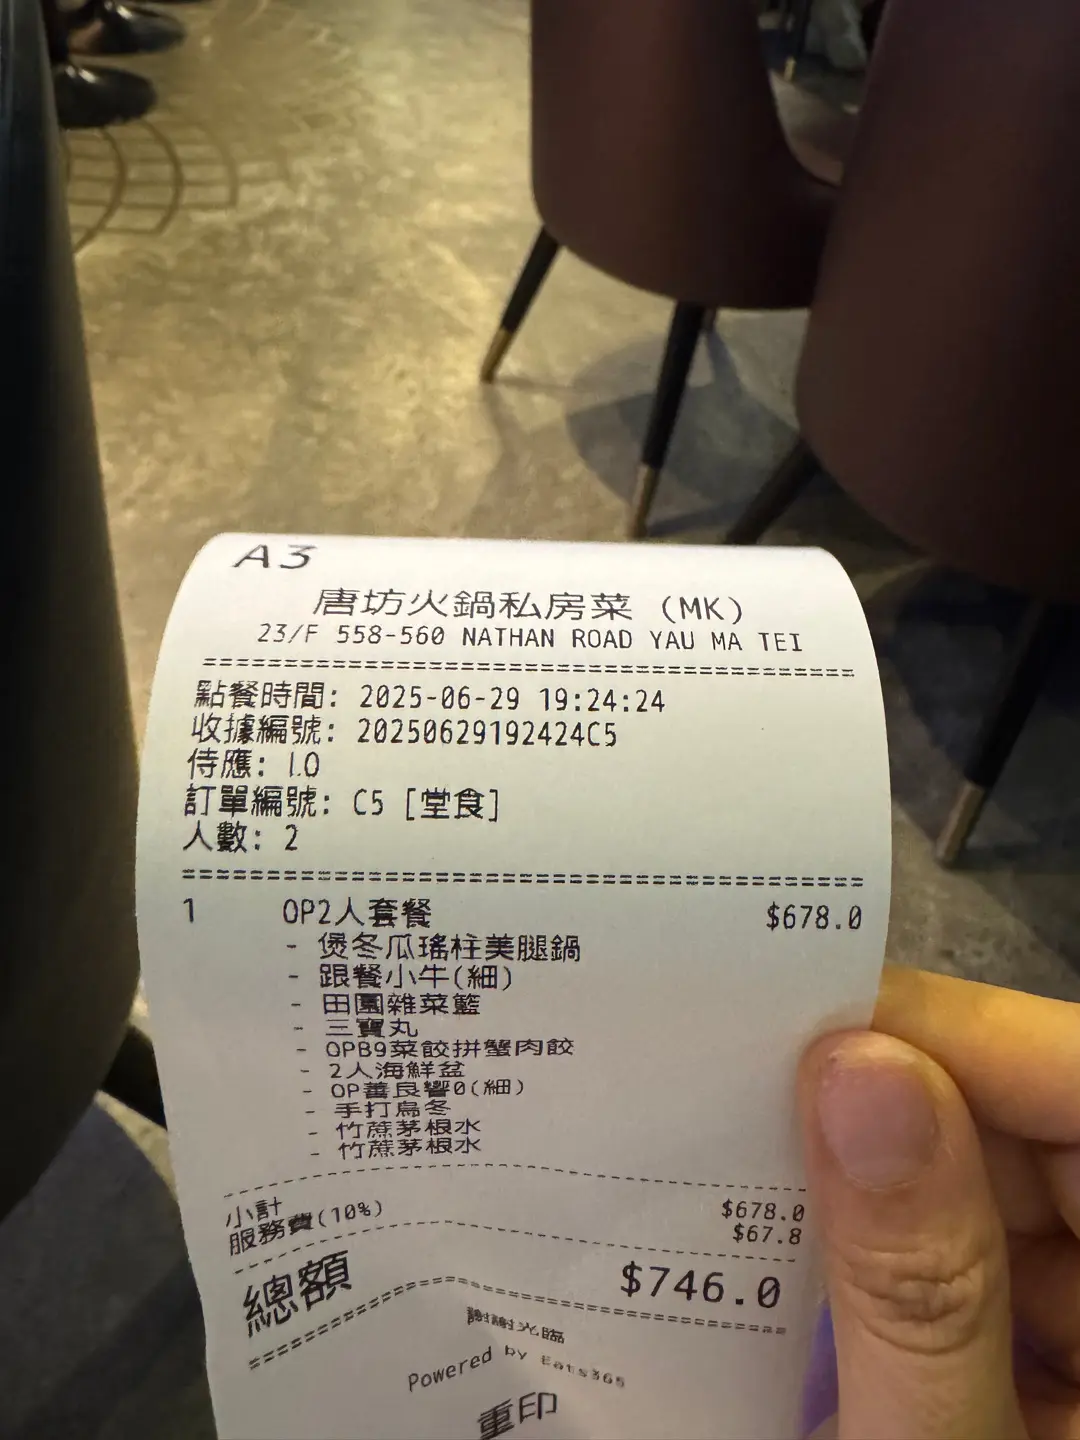 A3
唐坊火鍋私房菜 (MK)
23/F 558-560 NATHAN ROAD YAU MA TEI
點餐時間: 2025-06-29 19:24:24
收據編號: 20250629192424C5
侍應: I.O
訂單編號: C5 [堂食]
人數: 2
1 OP2人套餐 $678.0
- 煲冬瓜瑤柱美腿鍋
- 跟餐小牛(細)
- 田園雜菜籃
- 三寶丸
- OPB9菜餃拼蟹肉餃
- 2人海鮮盆
- OP養良響0(細)
- 手打烏冬
- 竹蔗茅根水
- 竹蔗茅根水
小計 $678.0
服務費(10%) $67.8
總額 $746.0
謝謝光臨
Powered by Eats365
重印